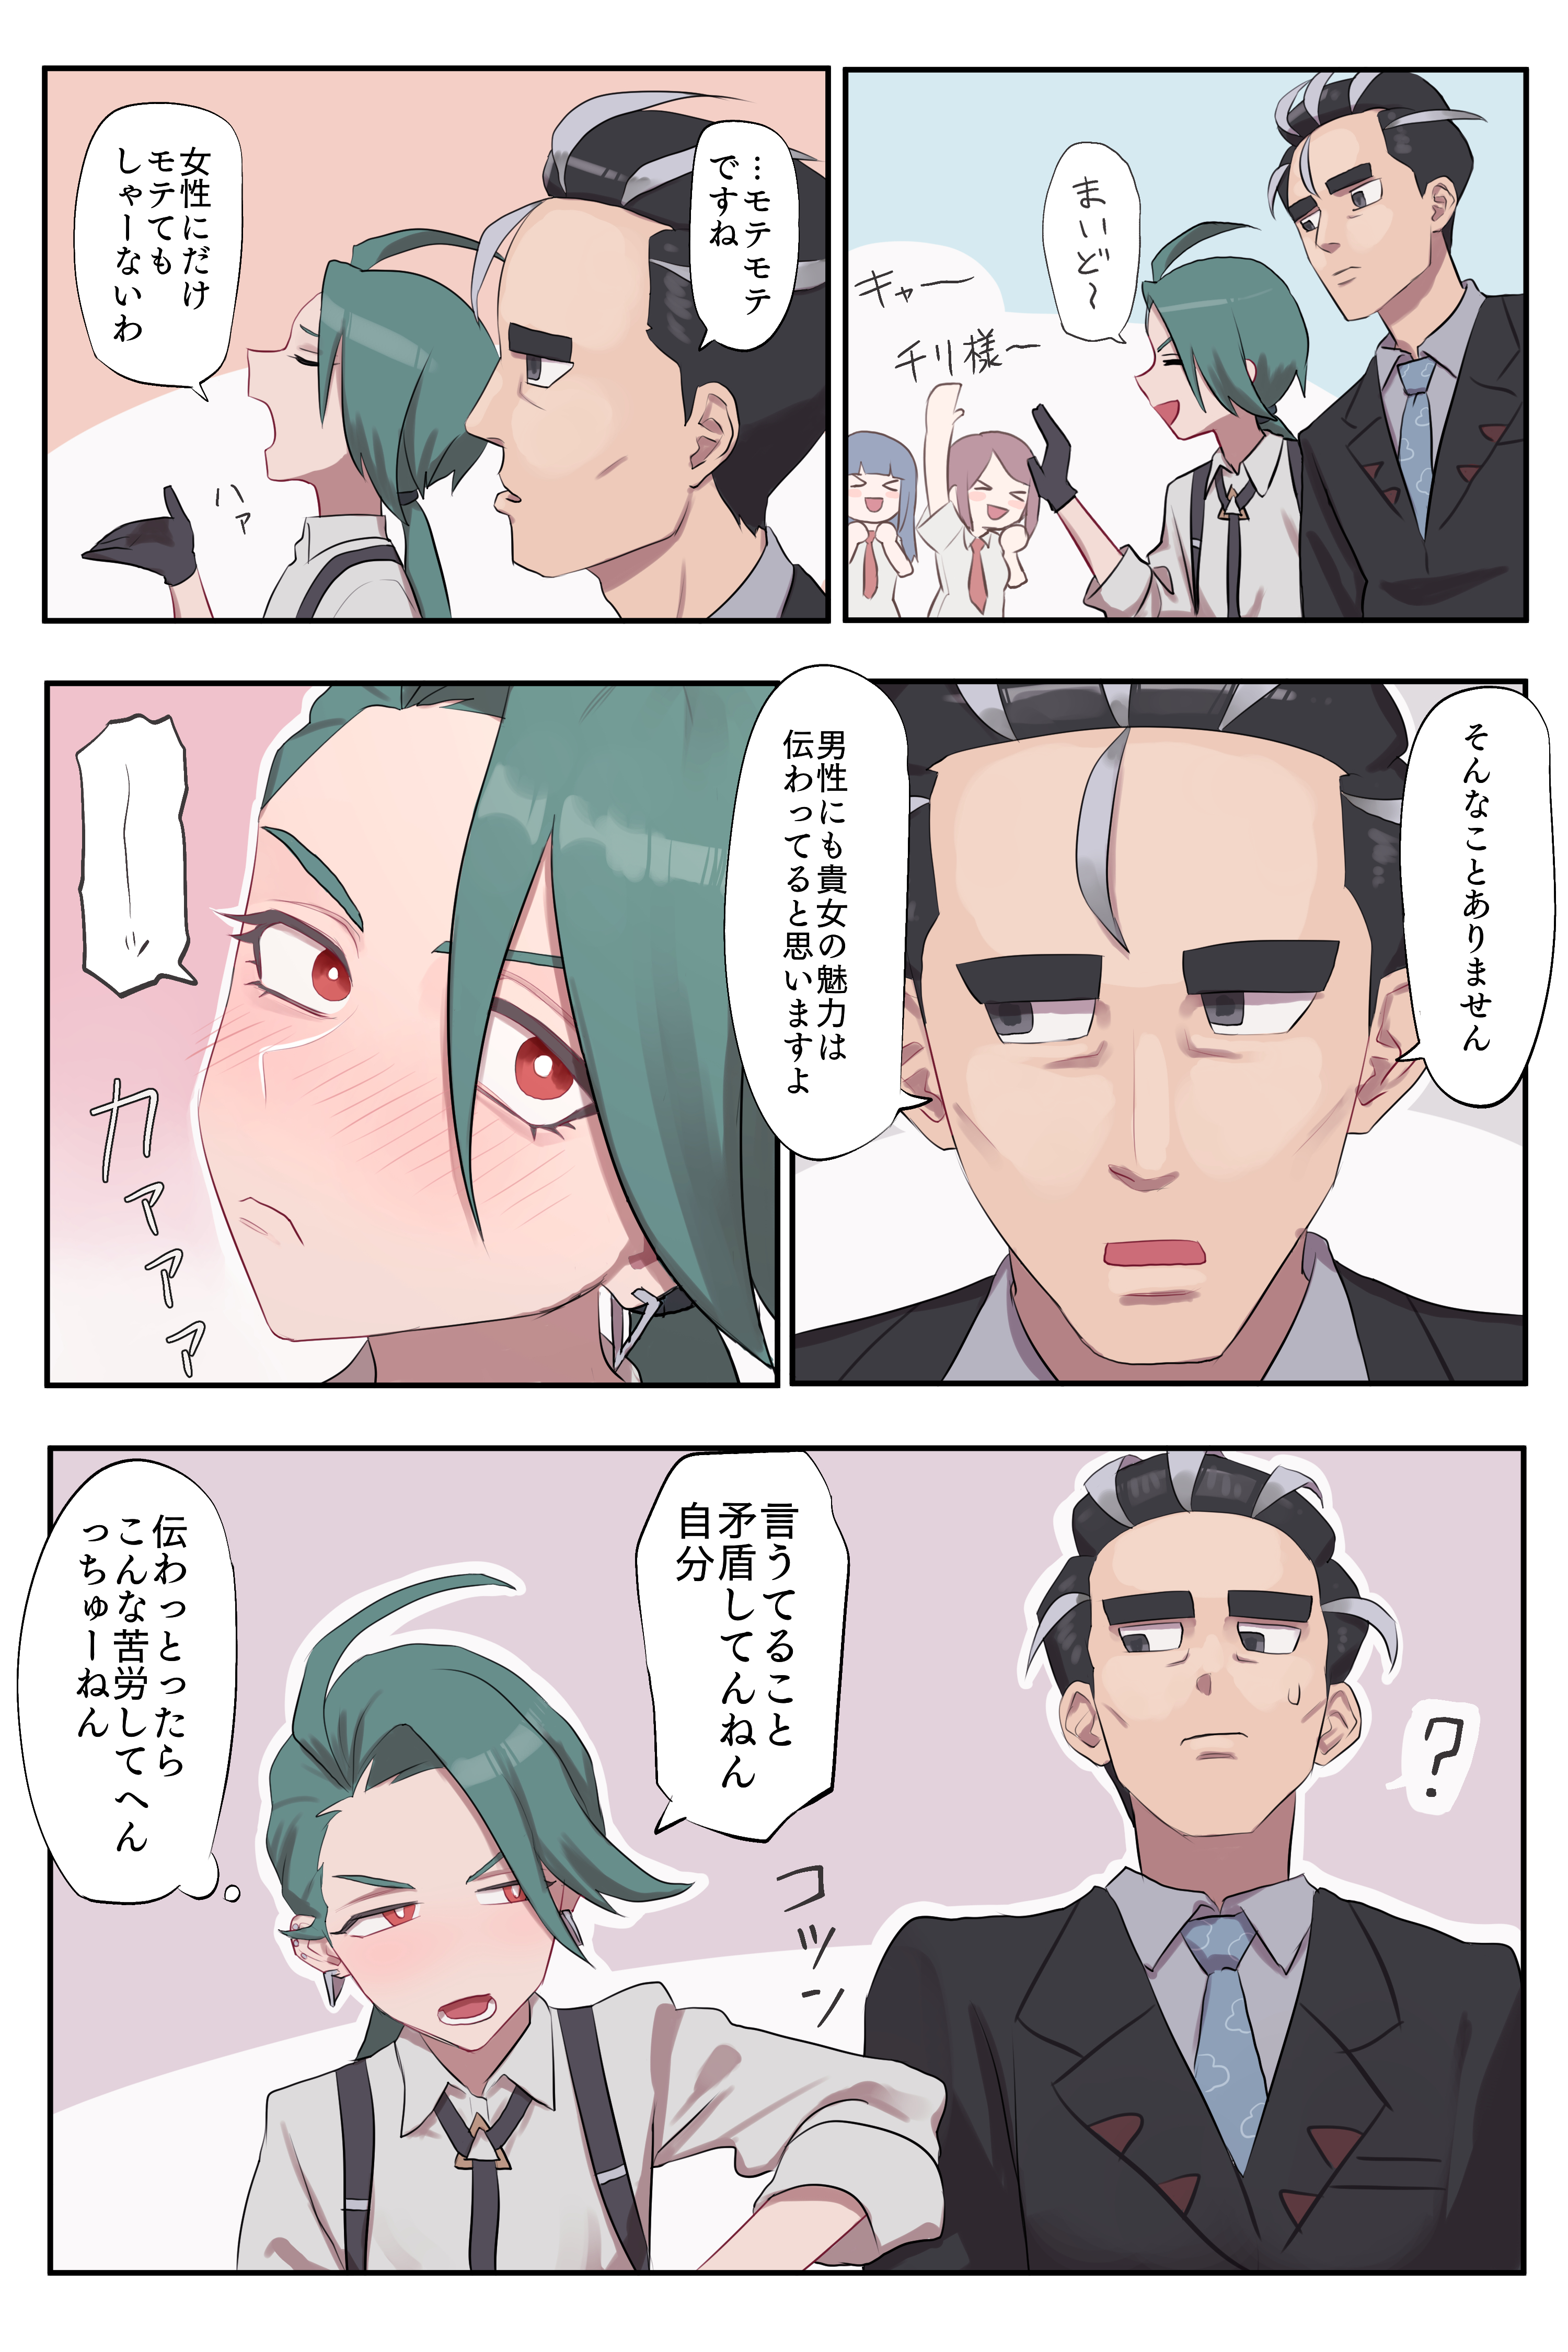 まいど〜
キャー
チリ様〜
…モテモテ
ですね
女性にだけ
モテても
しゃーないわ
ハァ
そんなことありません
男性にも貴女の魅力は
伝わってると思いますよ
カァァァァ
?
言うてること
矛盾してんねん
自分
コツン
伝わっとったら
こんな苦労してへん
っちゅーねん